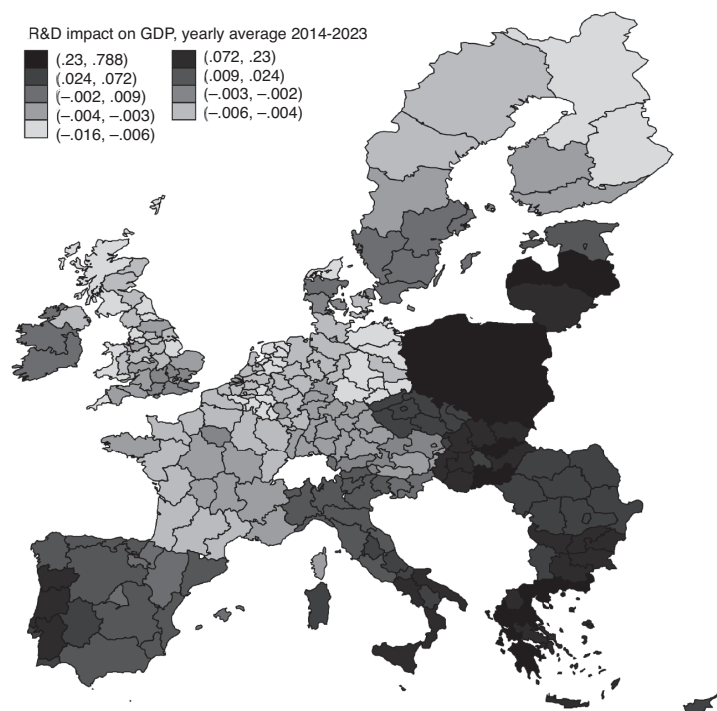 R&D impact on GDP, yearly average 2014-2023
(.23, .788) (.072, .23)
(.024, .072) (.009, .024)
(−.002, .009) (−.003, −.002)
(−.004, −.003) (−.006, −.004)
(−.016, −.006)